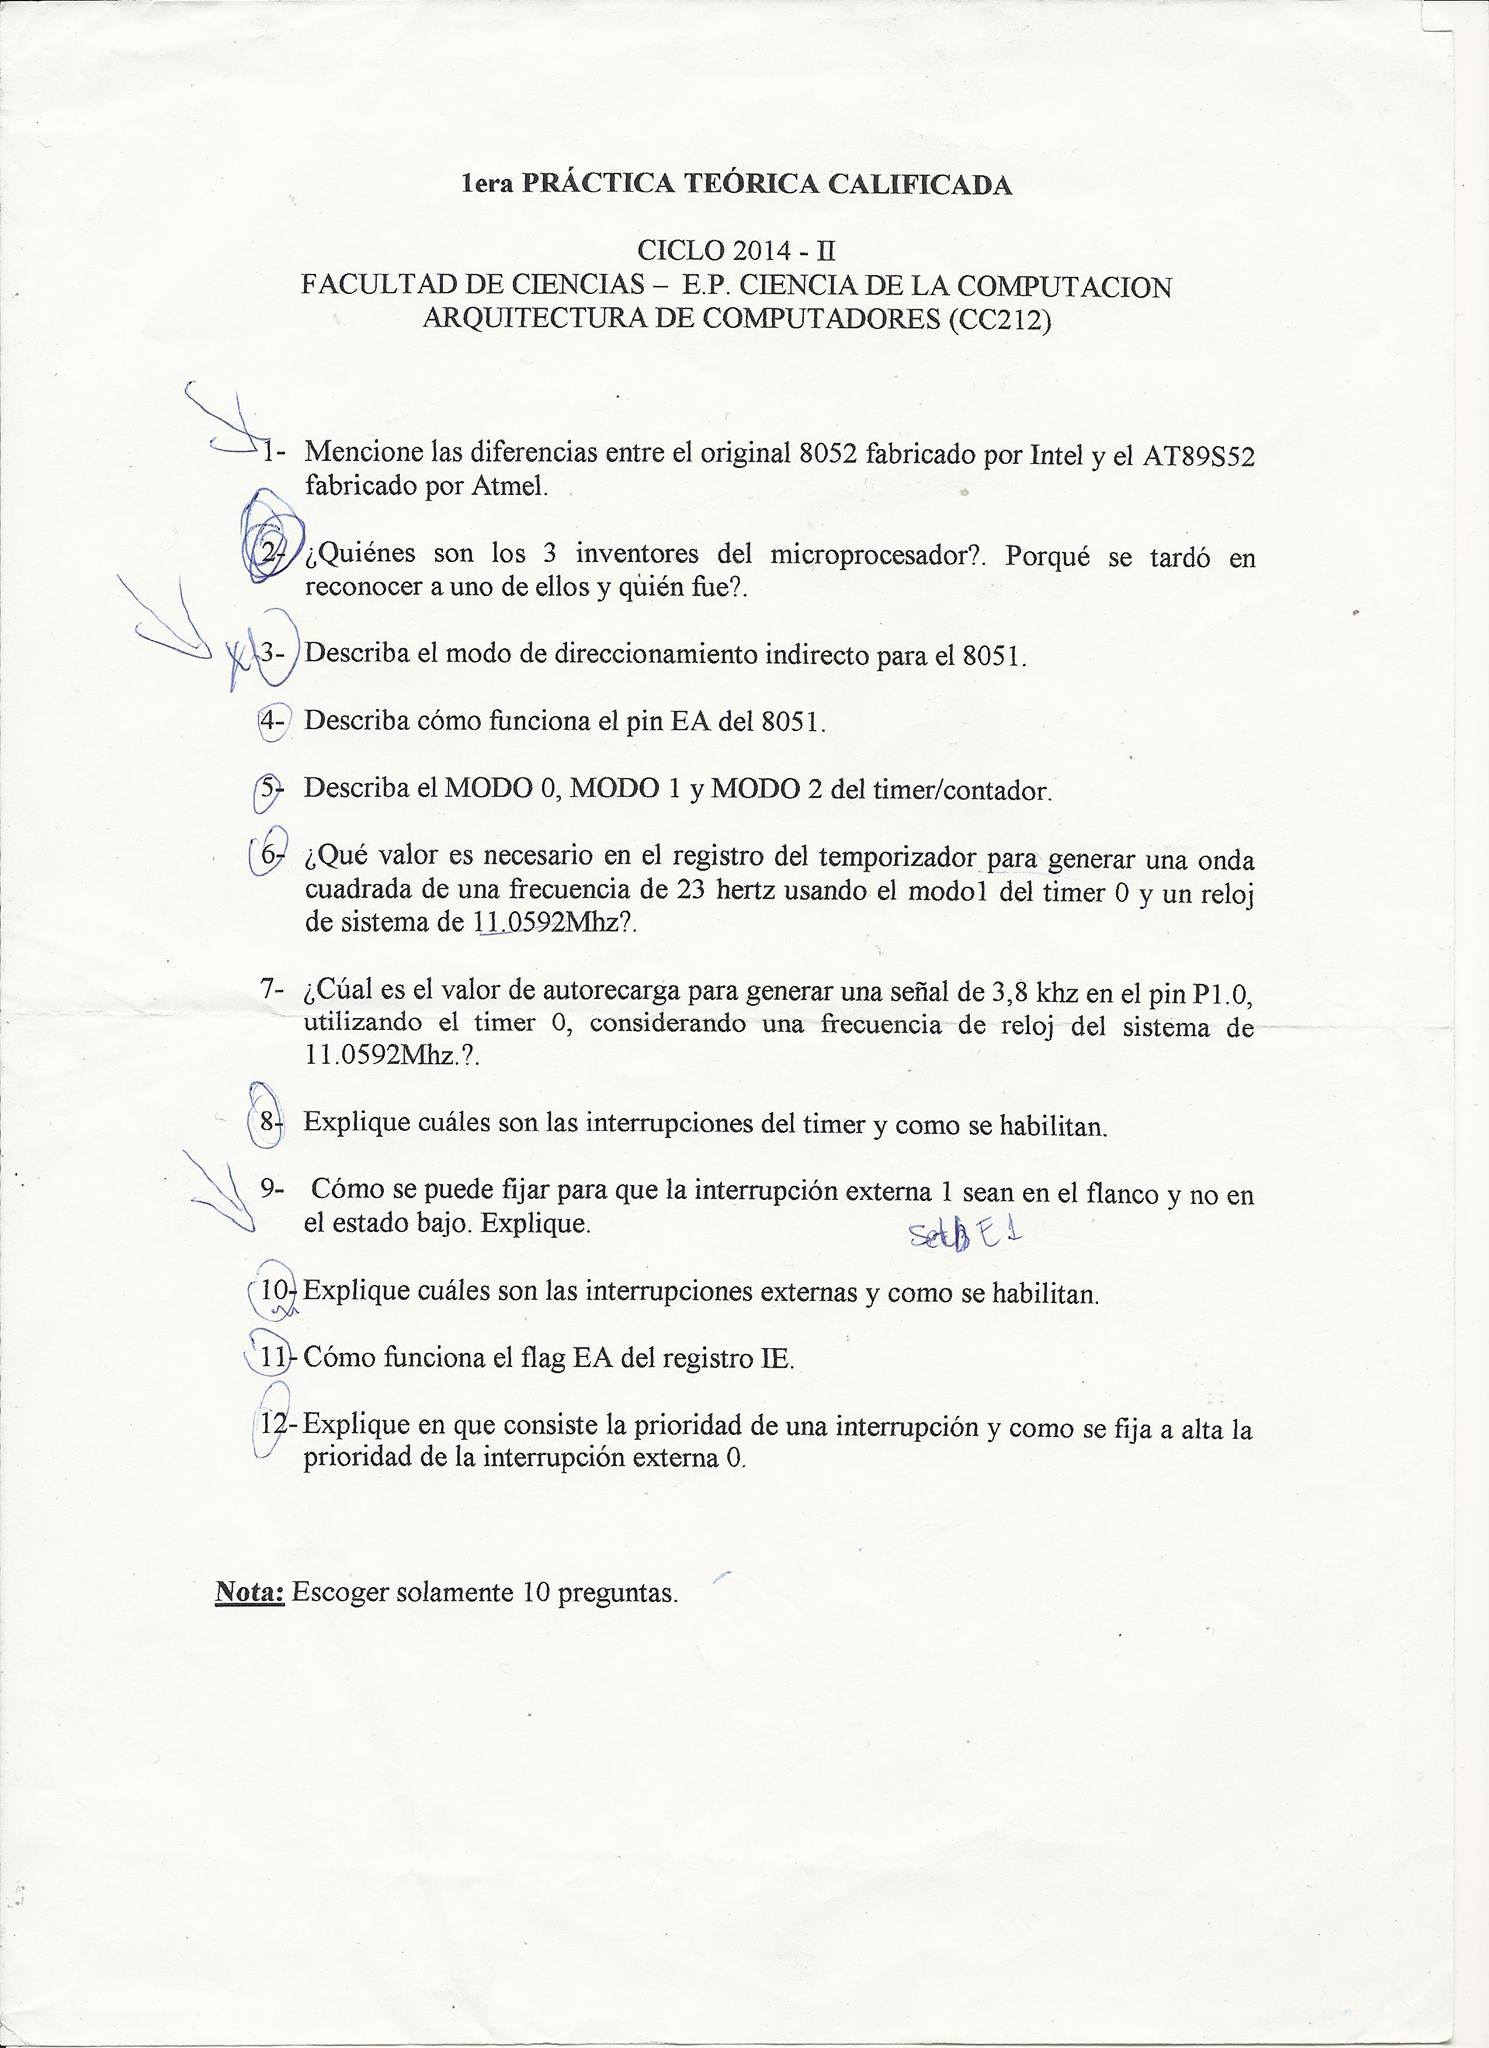 1era PRÁCTICA TEÓRICA CALIFICADA
CICLO 2014 - II
FACULTAD DE CIENCIAS – E.P. CIENCIA DE LA COMPUTACION
ARQUITECTURA DE COMPUTADORES (CC212)
1- Mencione las diferencias entre el original 8052 fabricado por Intel y el AT89S52
fabricado por Atmel.
2- ¿Quiénes son los 3 inventores del microprocesador?. Porqué se tardó en
reconocer a uno de ellos y quién fue?.
3- Describa el modo de direccionamiento indirecto para el 8051.
4- Describa cómo funciona el pin EA del 8051.
5- Describa el MODO 0, MODO 1 y MODO 2 del timer/contador.
6- ¿Qué valor es necesario en el registro del temporizador para generar una onda
cuadrada de una frecuencia de 23 hertz usando el modo1 del timer 0 y un reloj
de sistema de 11.0592Mhz?.
7- ¿Cúal es el valor de autorecarga para generar una señal de 3,8 khz en el pin P1.0,
utilizando el timer 0, considerando una frecuencia de reloj del sistema de
11.0592Mhz.?.
8- Explique cuáles son las interrupciones del timer y como se habilitan.
9- Cómo se puede fijar para que la interrupción externa 1 sean en el flanco y no en
el estado bajo. Explique.
Setb E1
10- Explique cuáles son las interrupciones externas y como se habilitan.
11- Cómo funciona el flag EA del registro IE.
12- Explique en que consiste la prioridad de una interrupción y como se fija a alta la
prioridad de la interrupción externa 0.
Nota: Escoger solamente 10 preguntas.